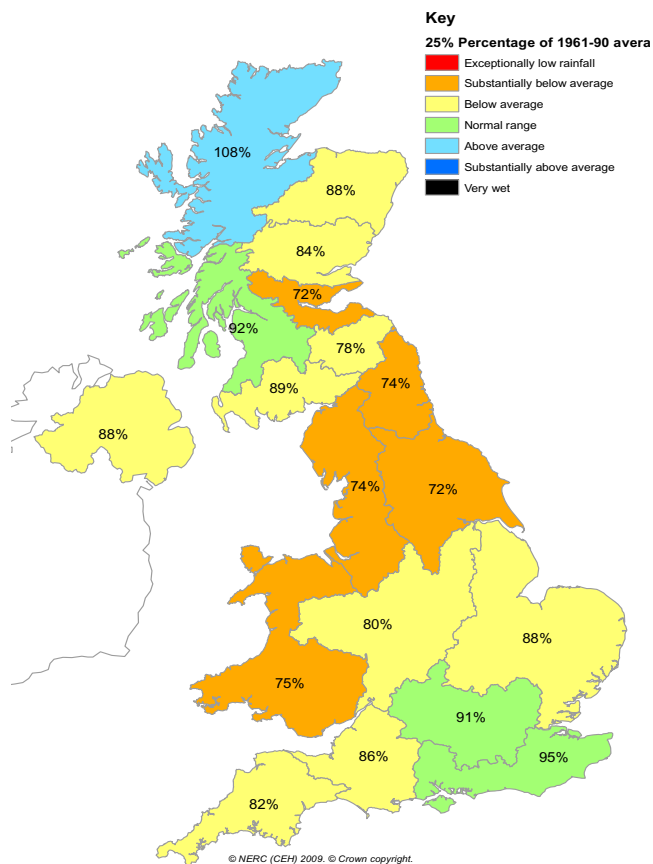 Key
25% Percentage of 1961-90 avera
Exceptionally low rainfall
Substantially below average
Below average
Normal range
Above average
Substantially above average
Very wet
108%
88%
84%
72%
92%
78%
89%
74%
88%
74%
72%
80%
88%
75%
91%
95%
86%
82%
© NERC (CEH) 2009. © Crown copyright.